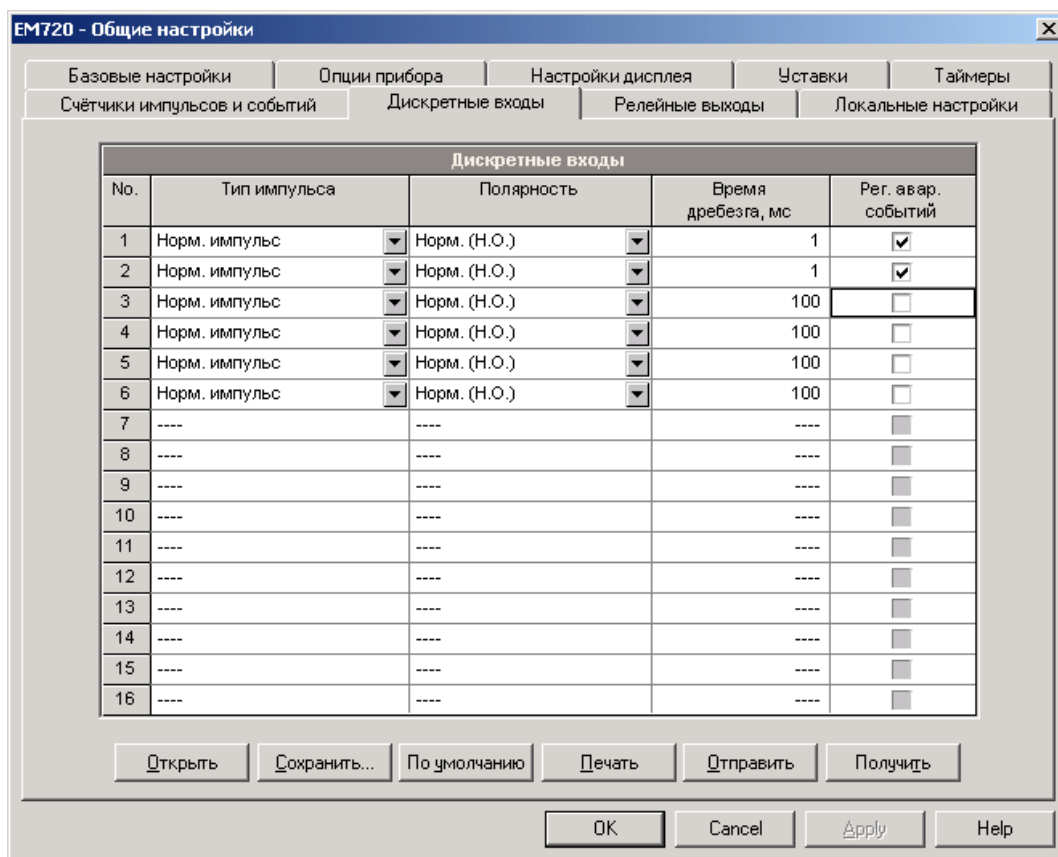 EM720 - Общие настройки
Базовые настройки Опции прибора Настройки дисплея Уставки Таймеры
Счётчики импульсов и событий Дискретные входы Релейные выходы Локальные настройки
Дискретные входы
No. Тип импульса Полярность Время дребезга, мс Рег. авар. событий
1 Норм. импульс Норм. (Н.О.) 1
2 Норм. импульс Норм. (Н.О.) 1
3 Норм. импульс Норм. (Н.О.) 100
4 Норм. импульс Норм. (Н.О.) 100
5 Норм. импульс Норм. (Н.О.) 100
6 Норм. импульс Норм. (Н.О.) 100
7 ---- ---- ----
8 ---- ---- ----
9 ---- ---- ----
10 ---- ---- ----
11 ---- ---- ----
12 ---- ---- ----
13 ---- ---- ----
14 ---- ---- ----
15 ---- ---- ----
16 ---- ---- ----
Открыть Сохранить... По умолчанию Печать Отправить Получить
OK Cancel Apply Help